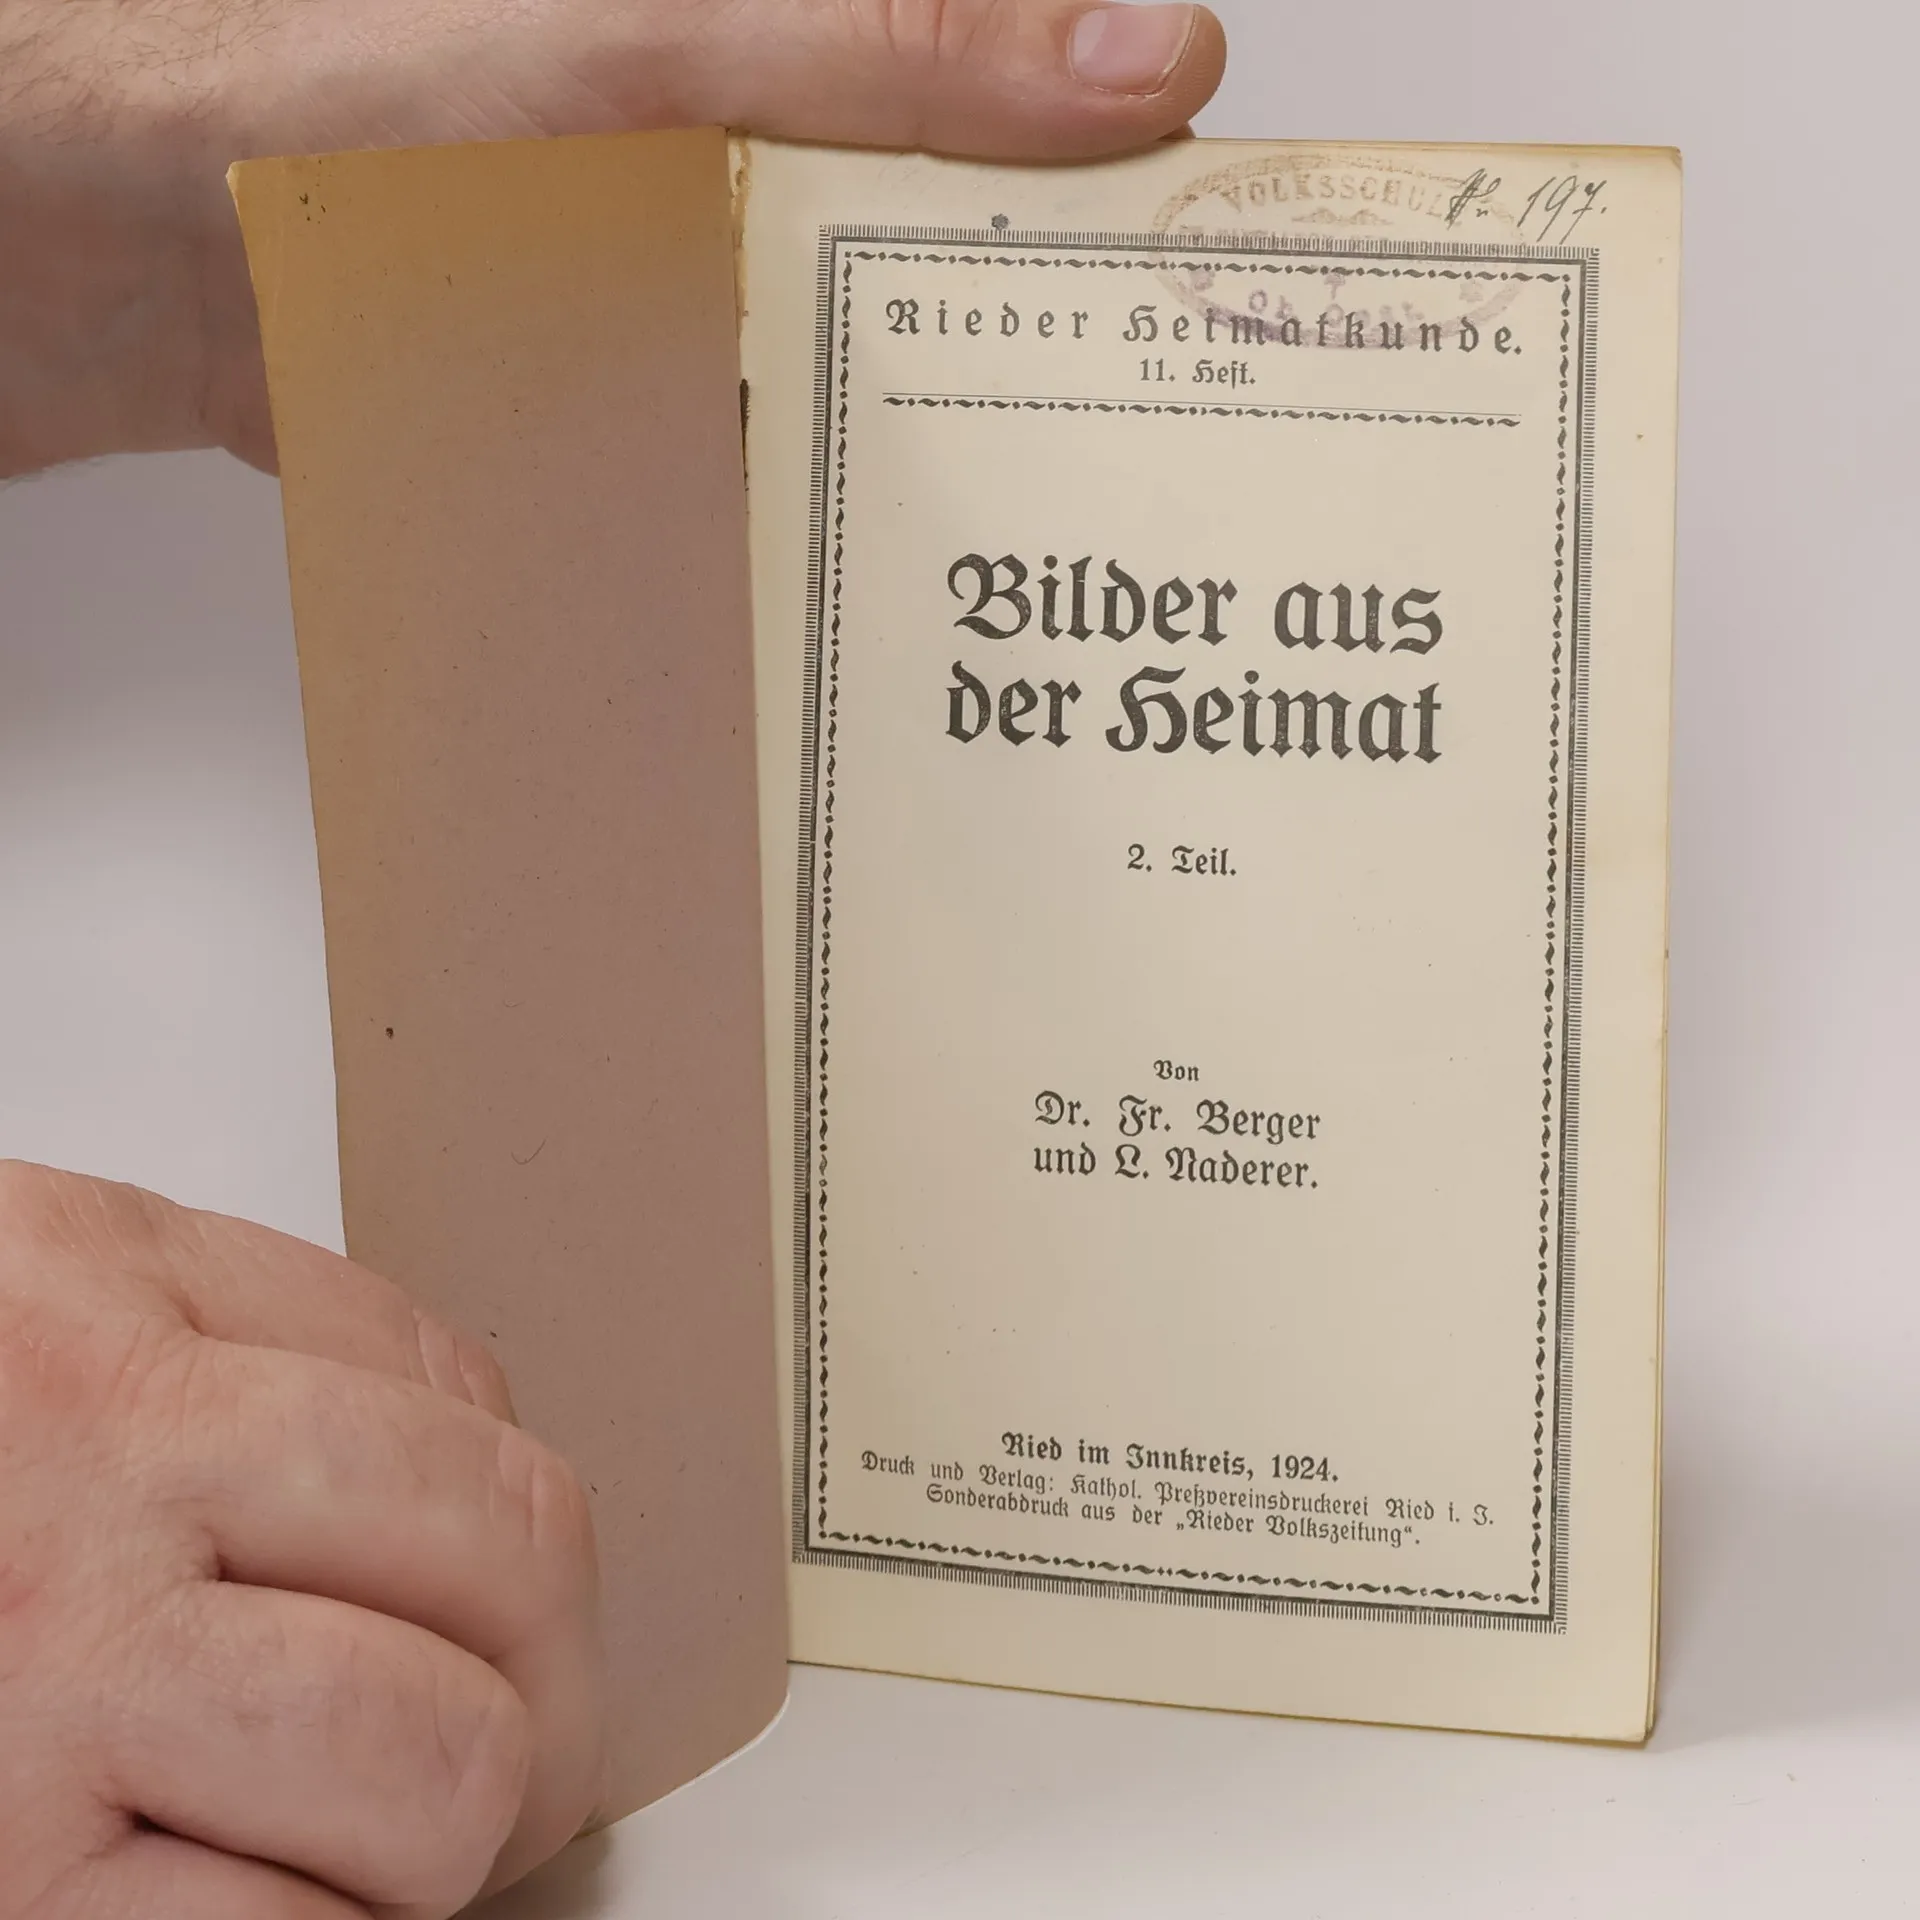 VOLKSSCHULE
No 197.
Rieder Heimatkunde.
11. Heft.
Bilder aus
der Heimat
2. Teil.
Von
Dr. Fr. Berger
und L. Naderer.
Ried im Innkreis, 1924.
Druck und Verlag: Kathol. Preßvereinsdruckerei Ried i. J.
Sonderabdruck aus der „Rieder Volkszeitung“.